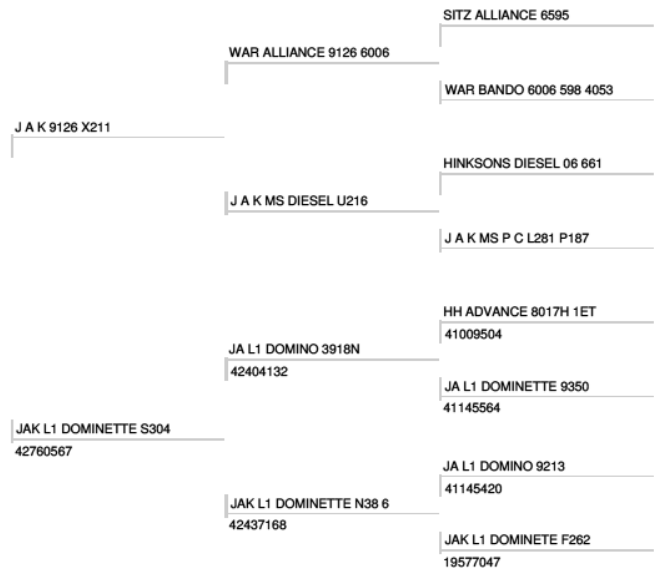 SITZ ALLIANCE 6595
WAR ALLIANCE 9126 6006
WAR BANDO 6006 598 4053
J A K 9126 X211
HINKSONS DIESEL 06 661
J A K MS DIESEL U216
J A K MS P C L281 P187
HH ADVANCE 8017H 1ET
41009504
JA L1 DOMINO 3918N
42404132
JA L1 DOMINETTE 9350
41145564
JAK L1 DOMINETTE S304
42760567
JA L1 DOMINO 9213
41145420
JAK L1 DOMINETTE N38 6
42437168
JAK L1 DOMINETE F262
19577047